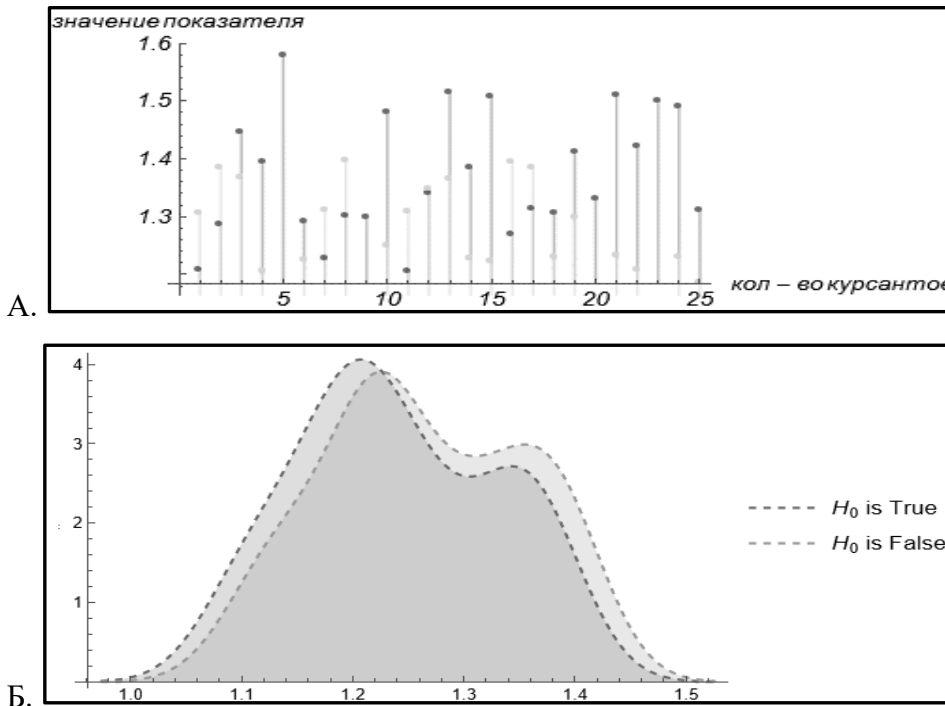 значение показателя
1.6
1.5
1.4
1.3
5 10 15 20 25
кол – во курсантов
А.
4
3
2
1
H₀ is True
H₀ is False
1.0 1.1 1.2 1.3 1.4 1.5
Б.